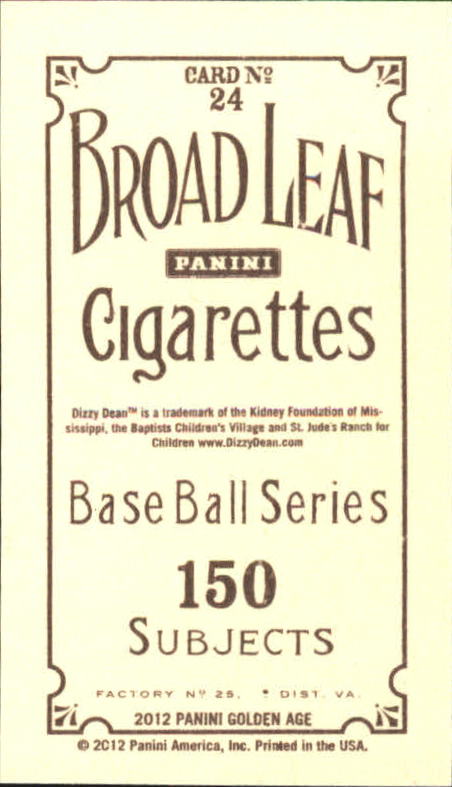 CARD Nº
24
BROAD LEAF
PANINI
Cigarettes
Dizzy Dean™ is a trademark of the Kidney Foundation of Mis-
sissippi, the Baptists Children's Village and St. Jude's Ranch for
Children www.DizzyDean.com
Base Ball Series
150
SUBJECTS
FACTORY Nº 25, DIST. VA.
2012 PANINI GOLDEN AGE
© 2012 Panini America, Inc. Printed in the USA.